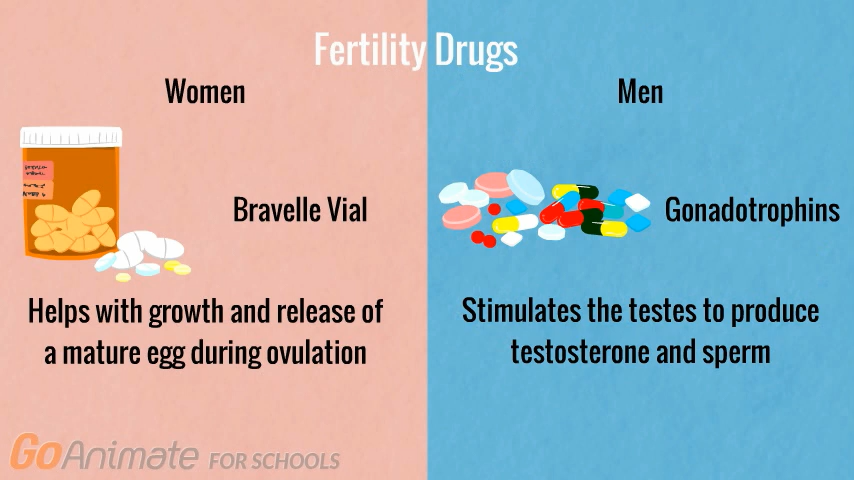 Fertility Drugs
Women
Men
Bravelle Vial
Gonadotrophins
Helps with growth and release of
a mature egg during ovulation
Stimulates the testes to produce
testosterone and sperm
GoAnimate FOR SCHOOLS